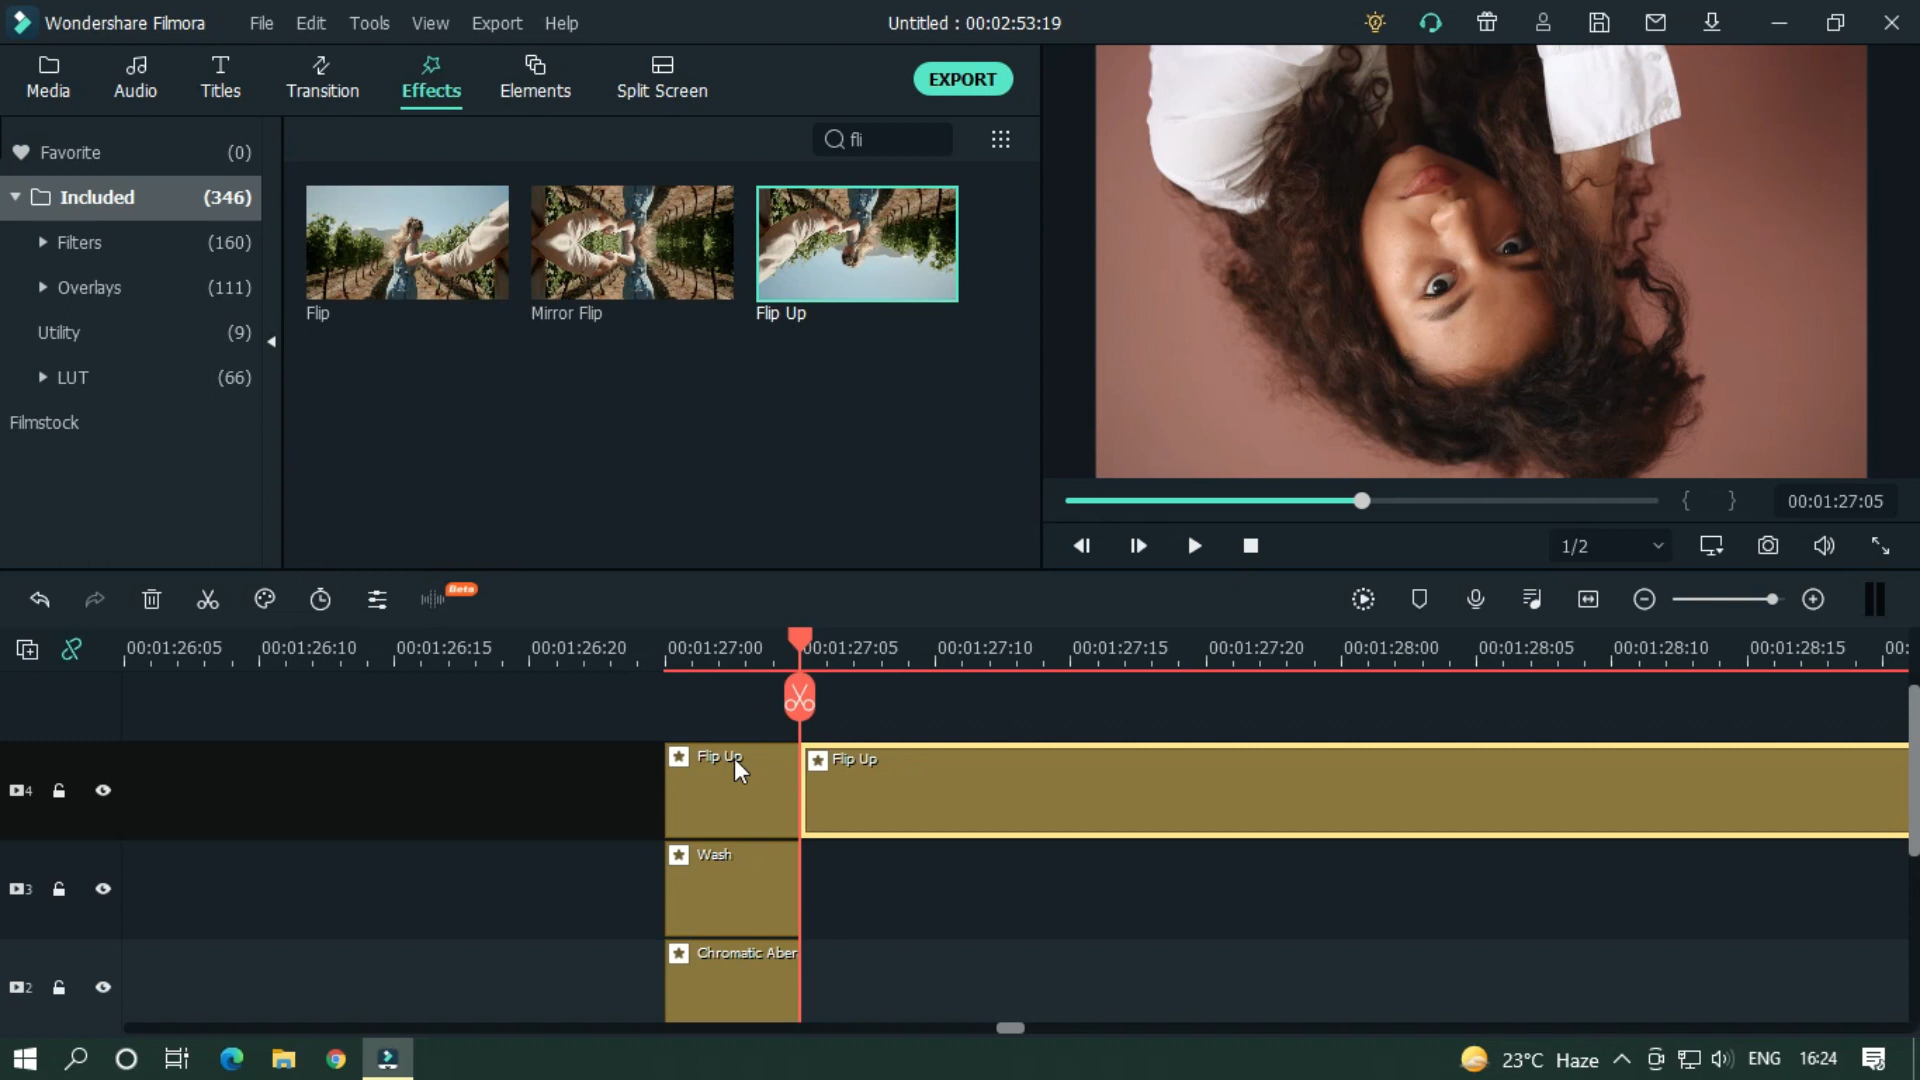 Wondershare Filmora File Edit Tools View Export Help Untitled : 00:02:53:19
Media Audio Titles Transition Effects Elements Split Screen EXPORT
Favorite (0)
fli
Included (346)
Filters (160)
Overlays (111)
Utility (9)
LUT (66)
Filmstock
Flip Mirror Flip Flip Up
00:01:27:05
1/2
Beta
00:01:26:05 00:01:26:10 00:01:26:15 00:01:26:20 00:01:27:00 00:01:27:05 00:01:27:10 00:01:27:15 00:01:27:20 00:01:28:00 00:01:28:05 00:01:28:10 00:01:28:15 00:
Flip Up Flip Up
4
Wash
3
Chromatic Aber
2
23°C Haze ENG 16:24